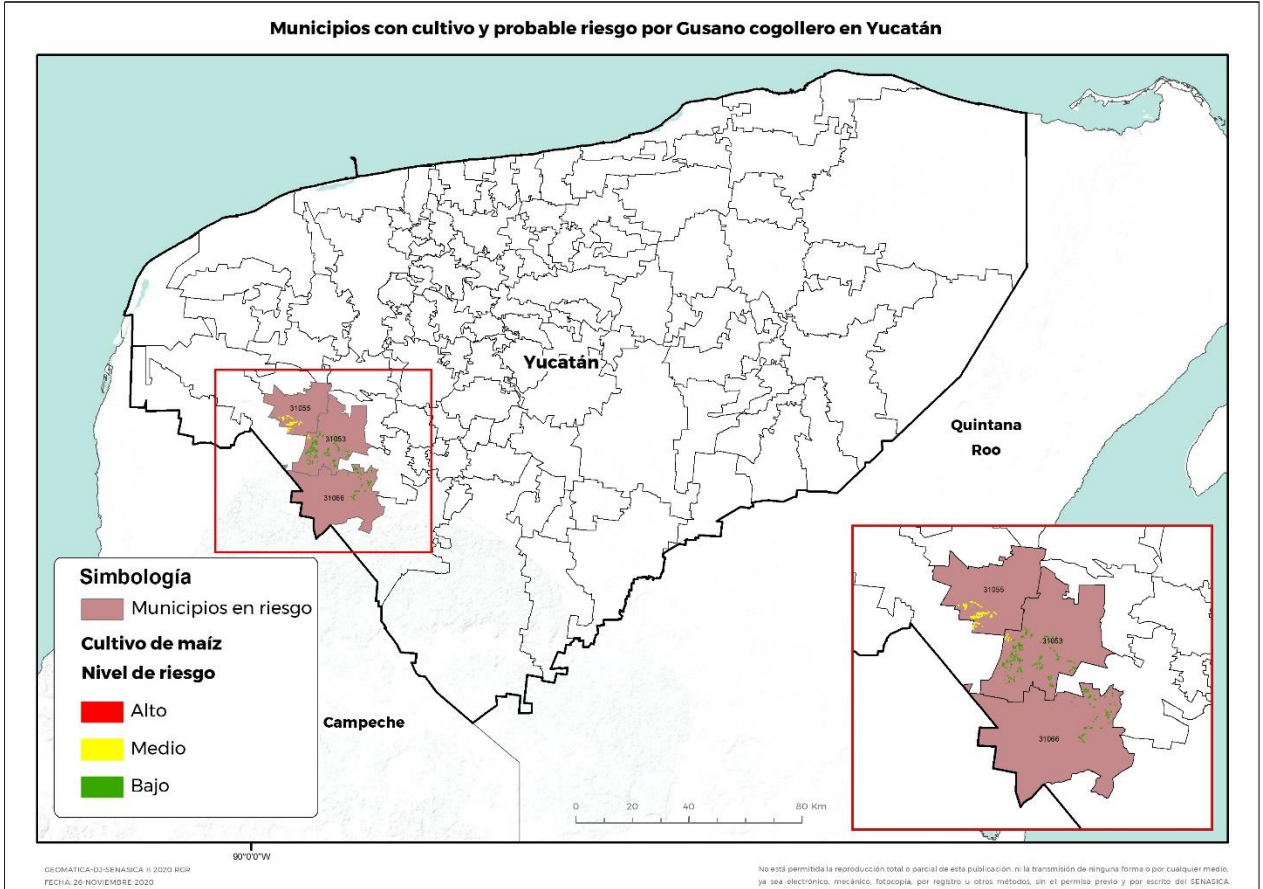 Municipios con cultivo y probable riesgo por Gusano cogollero en Yucatán
Yucatán
31055
31053
31066
Quintana
Roo
Campeche
Simbología
Municipios en riesgo
Cultivo de maíz
Nivel de riesgo
Alto
Medio
Bajo
0 20 40 80 Km
31055
31053
31066
90°0'0"W
GEOMATICA-DJ-SENASICA © 2020 RGR
FECHA: 26-NOVIEMBRE-2020
No está permitida la reproducción total o parcial de esta publicación, ni la transmisión de ninguna forma o por cualquier medio,
ya sea electrónico, mecánico, fotocopia, por registro u otros métodos, sin el permiso previo y por escrito del SENASICA.